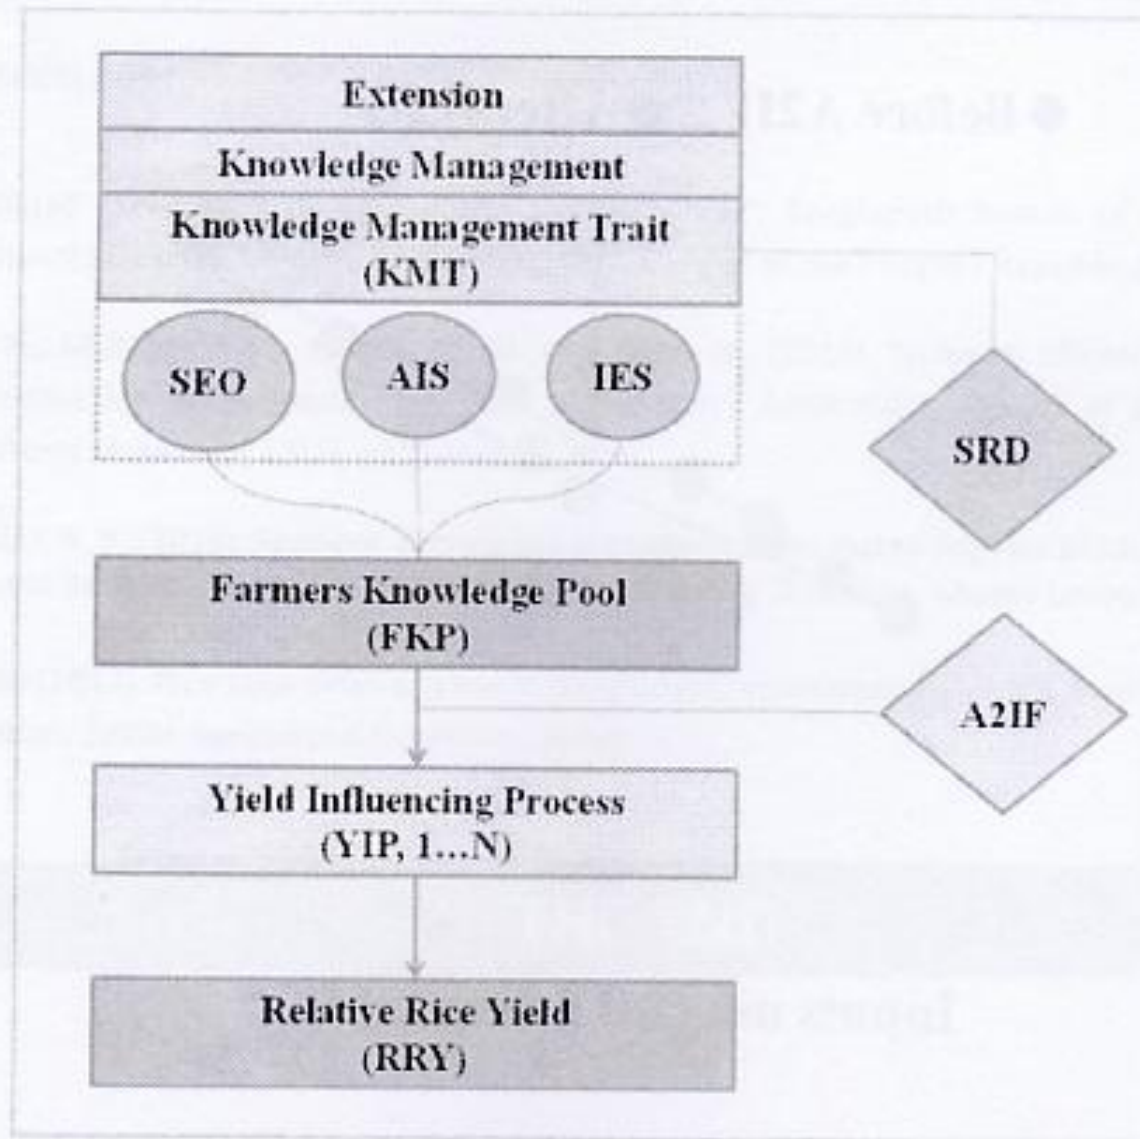 Extension
Knowledge Management
Knowledge Management Trait
(KMT)
SEO
AIS
IES
SRD
Farmers Knowledge Pool
(FKP)
A2IF
Yield Influencing Process
(YIP, 1...N)
Relative Rice Yield
(RRY)